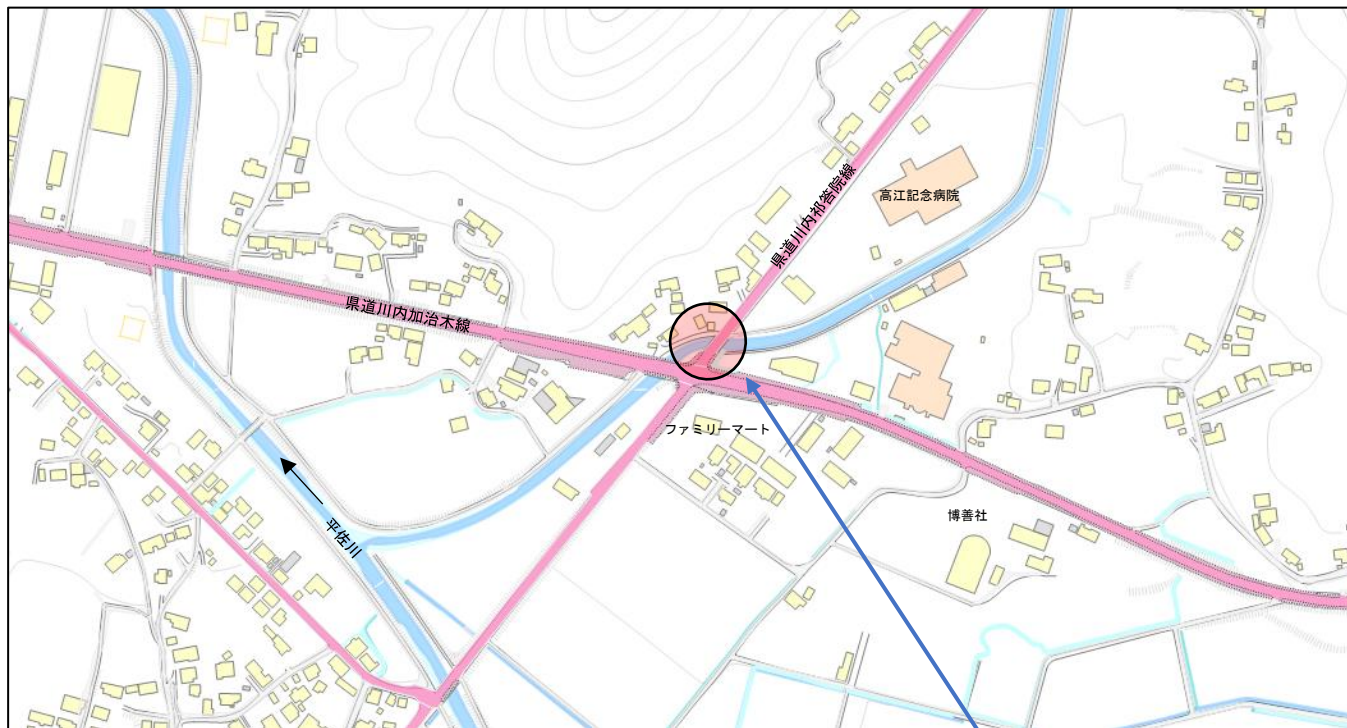 高江記念病院
県道川内祁答院線
県道川内加治木線
ファミリーマート
博善社
平佐川